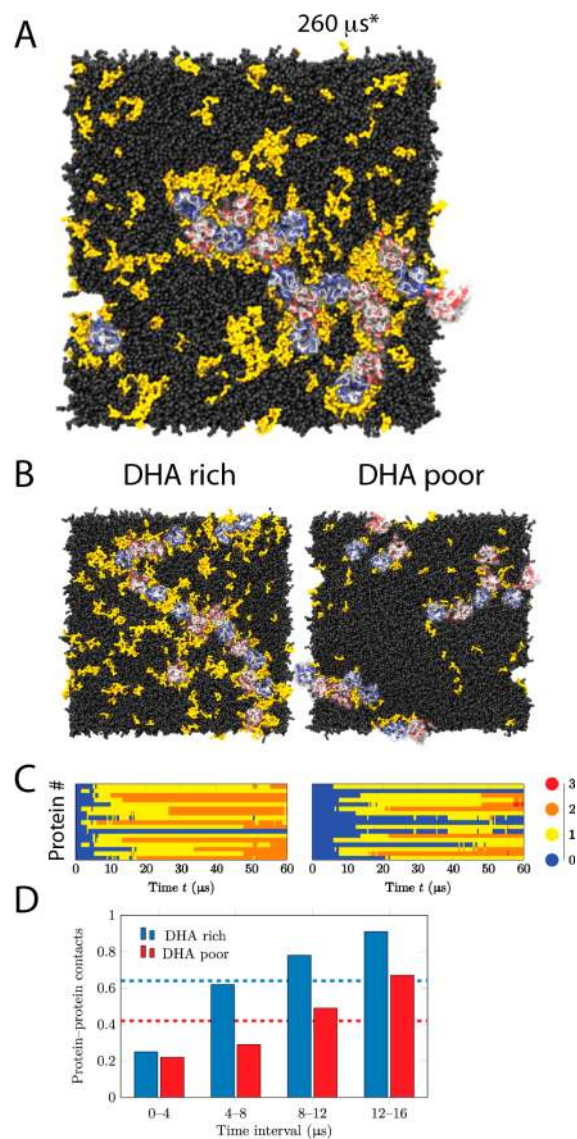 A
260 μs*
B
DHA rich
DHA poor
C
Protein #
0 10 20 30 40 50 60
Time t (μs)
0 10 20 30 40 50 60
Time t (μs)
3
2
1
0
D
Protein–protein contacts
1
0.8
0.6
0.4
0.2
0
DHA rich
DHA poor
0–4 4–8 8–12 12–16
Time interval (μs)